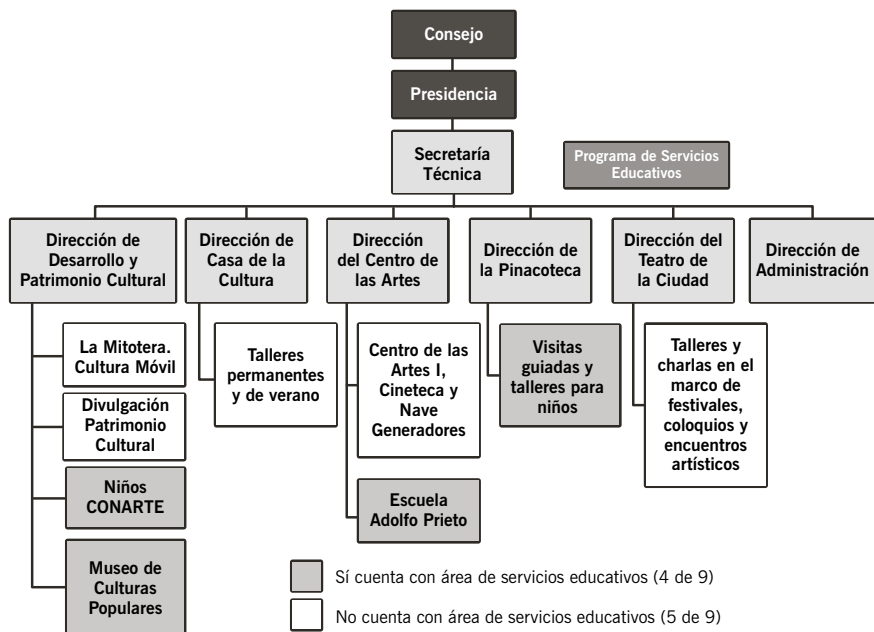 Consejo
Presidencia
Secretaría
Técnica
Programa de Servicios
Educativos
Dirección de
Desarrollo y
Patrimonio Cultural
Dirección de
Casa de la
Cultura
Dirección
del Centro de
las Artes
Dirección de
la Pinacoteca
Dirección del
Teatro de
la Ciudad
Dirección de
Administración
La Mitotera.
Cultura Móvil
Divulgación
Patrimonio
Cultural
Niños
CONARTE
Museo de
Culturas
Populares
Talleres
permanentes
y de verano
Centro de las
Artes I,
Cineteca y
Nave
Generadores
Escuela
Adolfo Prieto
Visitas
guiadas y
talleres para
niños
Talleres y
charlas en el
marco de
festivales,
coloquios y
encuentros
artísticos
Sí cuenta con área de servicios educativos (4 de 9)
No cuenta con área de servicios educativos (5 de 9)